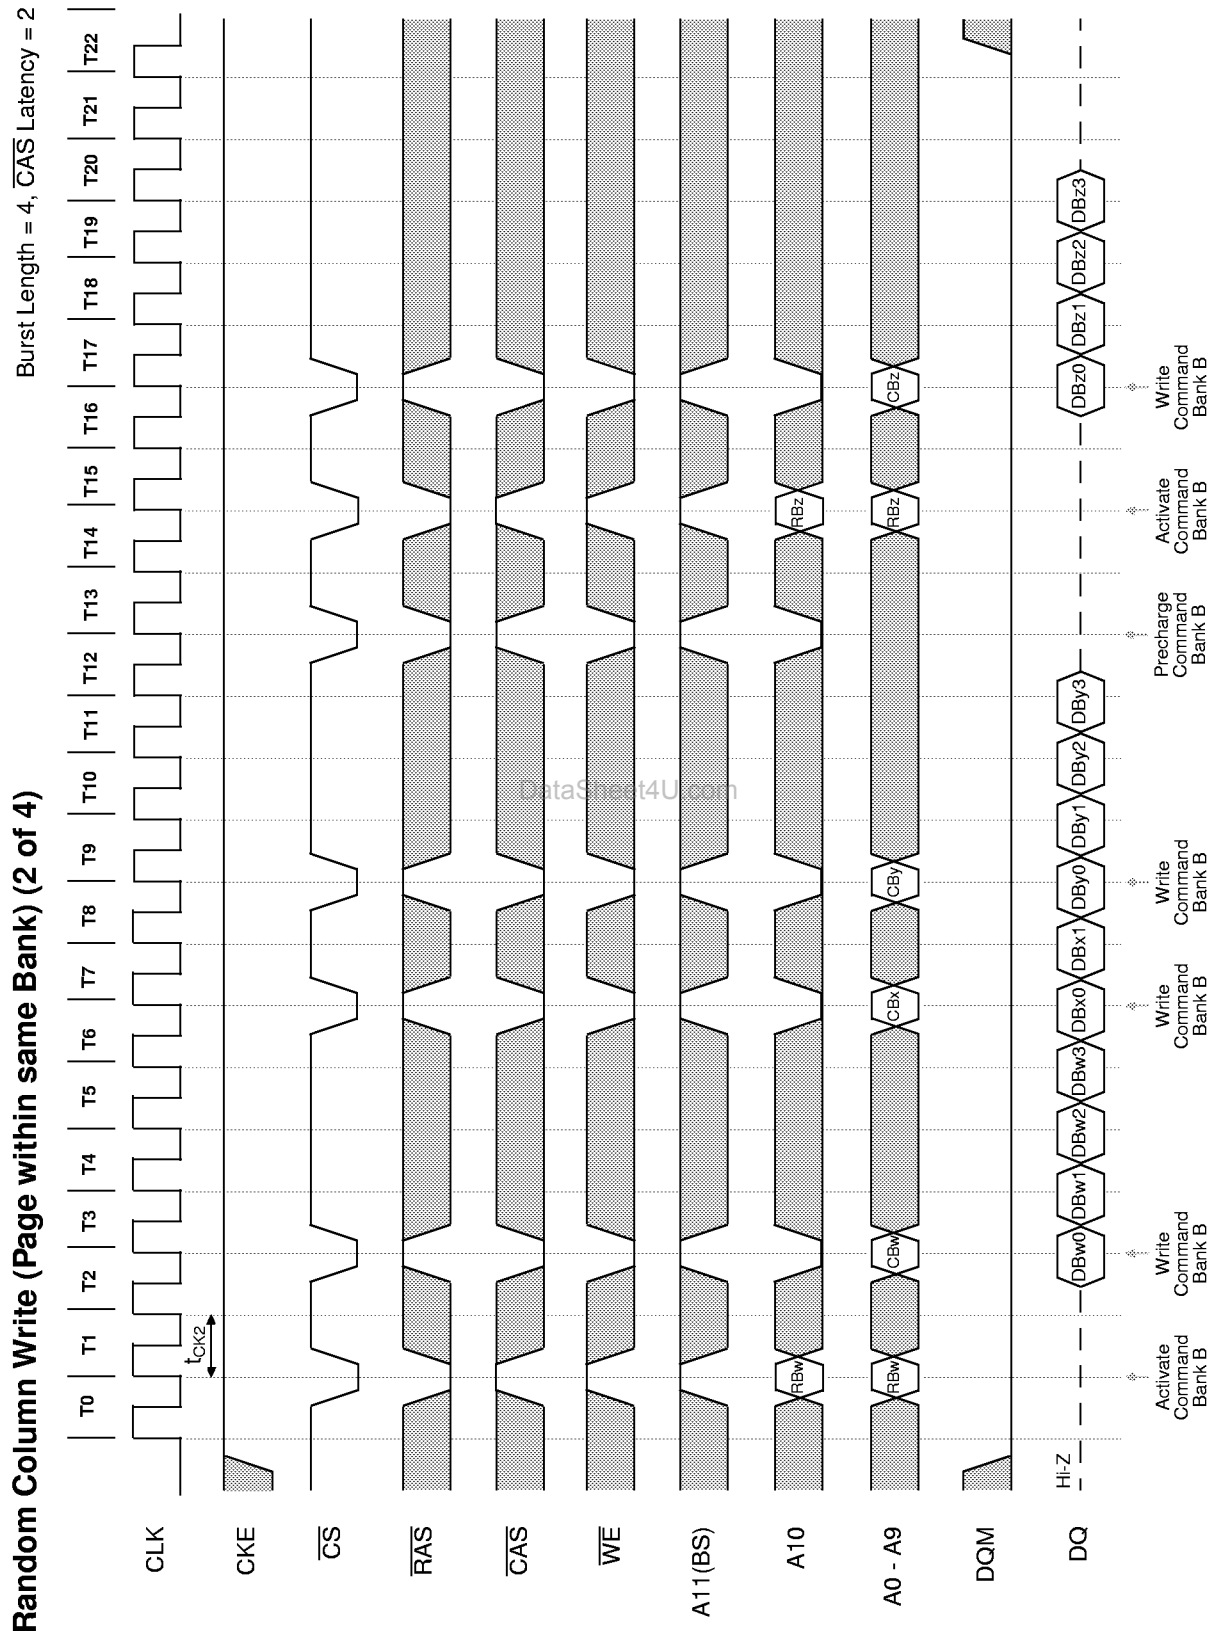 Random Column Write (Page within same Bank) (2 of 4)
Burst Length = 4, CAS Latency = 2
T0 T1 T2 T3 T4 T5 T6 T7 T8 T9 T10 T11 T12 T13 T14 T15 T16 T17 T18 T19 T20 T21 T22
CLK
tCK2
CKE
CS
RAS
CAS
WE
DataSheet4U.com
A11(BS)
A10
RBw RBz
A0 - A9
RBw CBw CBx CBy RBz CBz
DQM
DQ
Hi-Z
DBw0 DBw1 DBw2 DBw3 DBx0 DBx1 DBy0 DBy1 DBy2 DBy3 DBz0 DBz1 DBz2 DBz3
Activate
Command
Bank B
Write
Command
Bank B
Write
Command
Bank B
Write
Command
Bank B
Precharge
Command
Bank B
Activate
Command
Bank B
Write
Command
Bank B